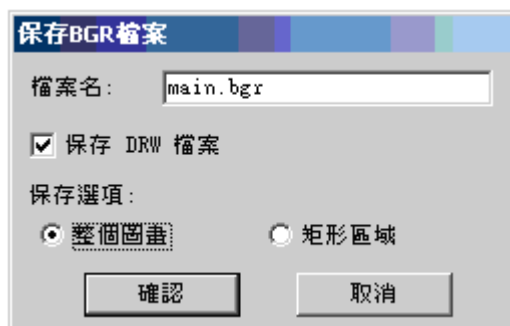 保存BGR檔案
檔案名: main.bgr
保存 DRW 檔案
保存選項:
整個圖畫 矩形區域
確認 取消